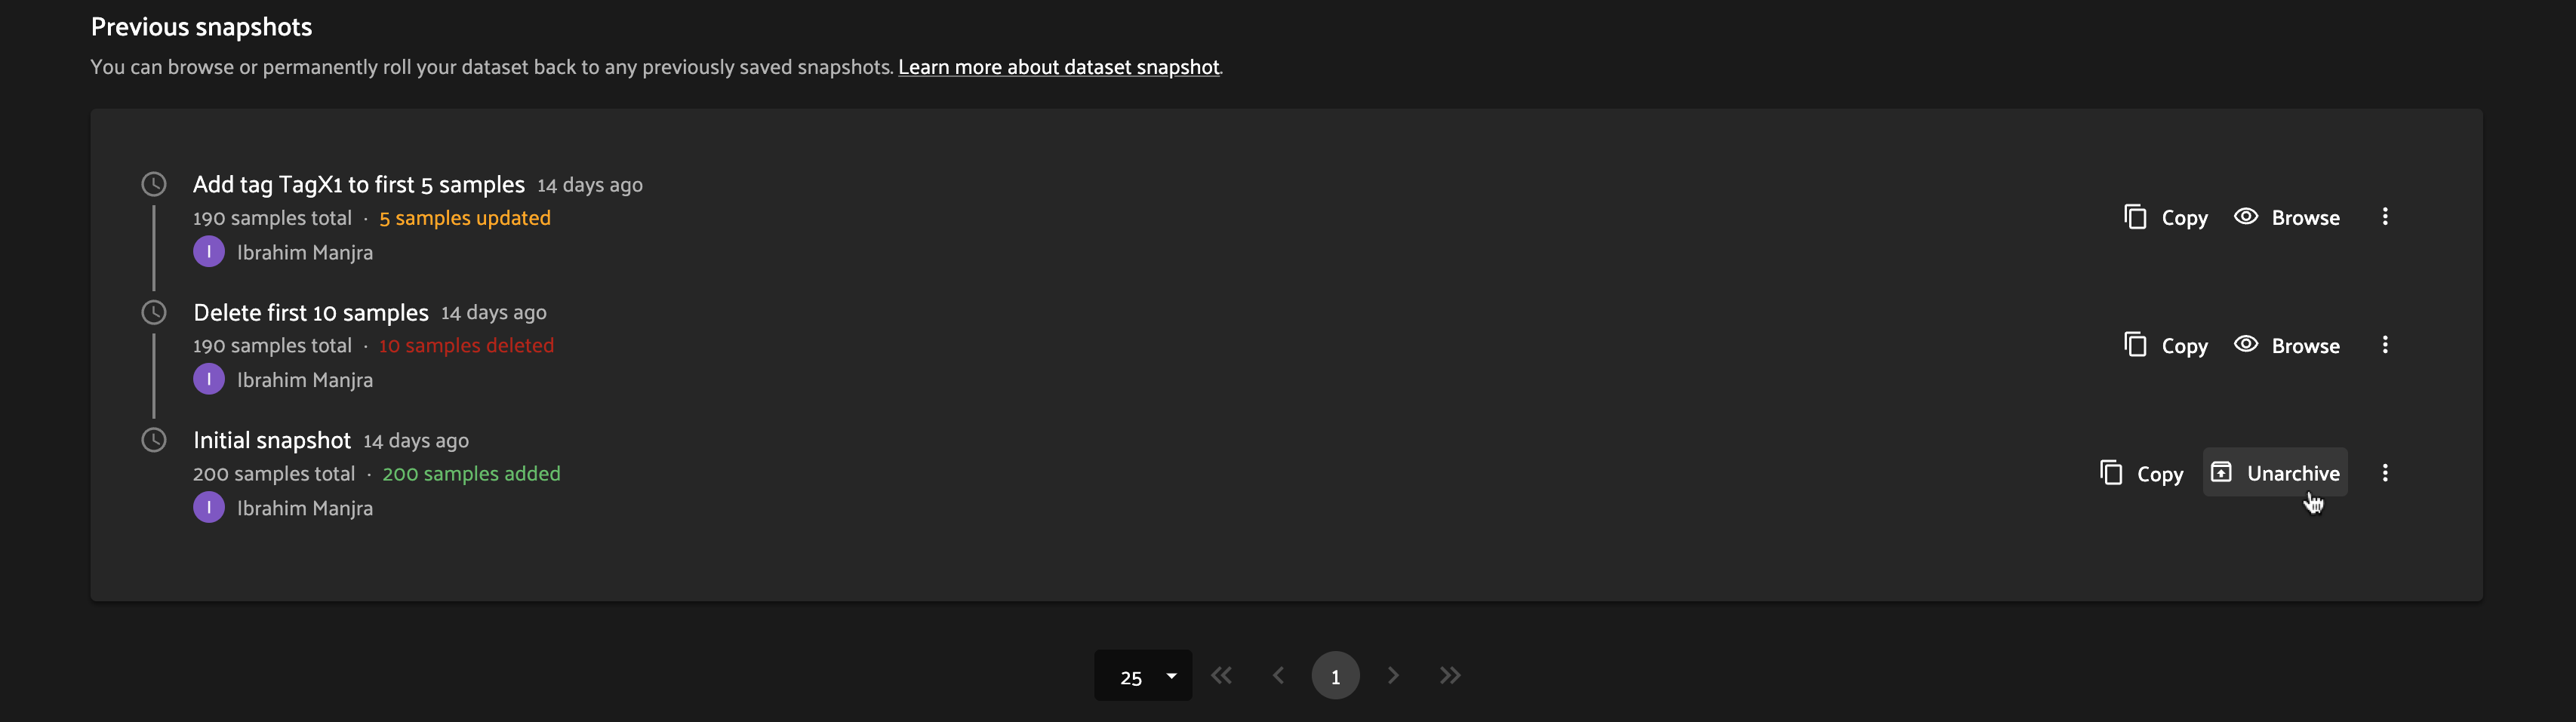 Previous snapshots
You can browse or permanently roll your dataset back to any previously saved snapshots. Learn more about dataset snapshot.
Add tag TagX1 to first 5 samples 14 days ago
190 samples total · 5 samples updated
Copy Browse
I Ibrahim Manjra
Delete first 10 samples 14 days ago
190 samples total · 10 samples deleted
Copy Browse
I Ibrahim Manjra
Initial snapshot 14 days ago
200 samples total · 200 samples added
Copy Unarchive
I Ibrahim Manjra
25 1